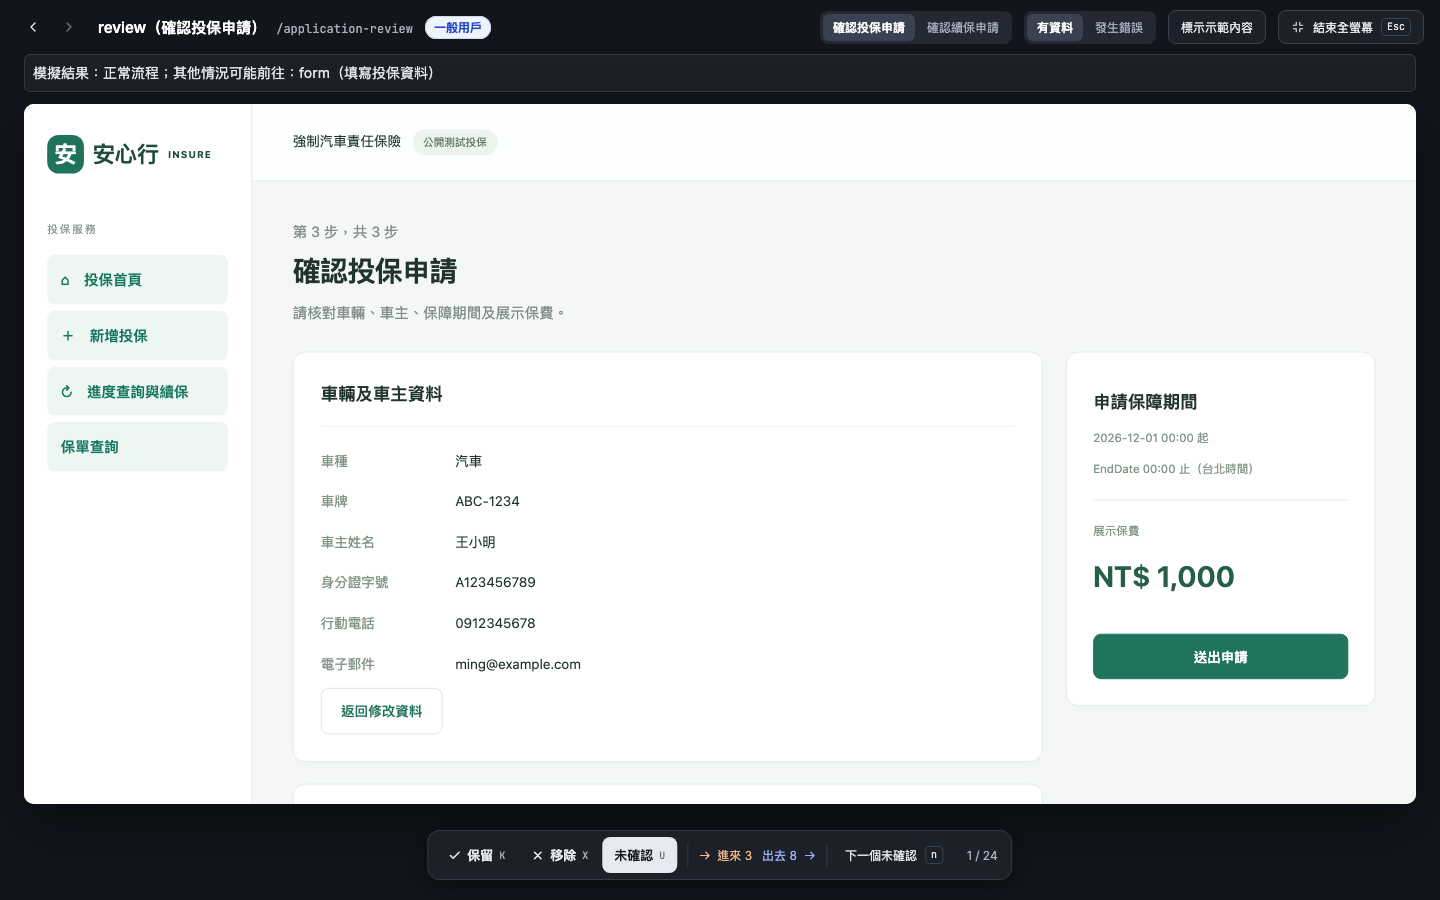 review（確認投保申請） /application-review 一般用戶 確認投保申請 確認續保申請 有資料 發生錯誤 標示示範內容 結束全螢幕 Esc
模擬結果：正常流程；其他情況可能前往：form（填寫投保資料）
安 安心行 INSURE
投保服務
投保首頁
+ 新增投保
進度查詢與續保
保單查詢
強制汽車責任保險 公開測試投保
第 3 步，共 3 步
確認投保申請
請核對車輛、車主、保障期間及展示保費。
車輛及車主資料
車種 汽車
車牌 ABC-1234
車主姓名 王小明
身分證字號 A123456789
行動電話 0912345678
電子郵件 ming@example.com
返回修改資料
申請保障期間
2026-12-01 00:00 起
EndDate 00:00 止（台北時間）
展示保費
NT$ 1,000
送出申請
保留 K 移除 X 未確認 U 進來 3 出去 8 下一個未確認 n 1 / 24